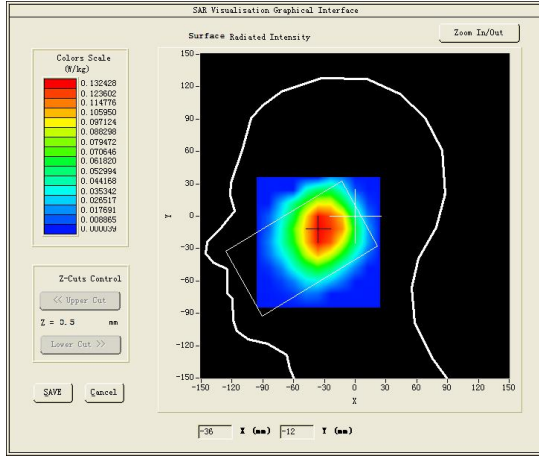 SAR Visualisation Graphical Interface
Surface Radiated Intensity
Zoom In/Out
Colors Scale
(W/kg)
0.132428
0.123602
0.114776
0.105950
0.097124
0.088298
0.079472
0.070646
0.061820
0.052994
0.044168
0.035342
0.026517
0.017691
0.008865
0.000039
Z-Cuts Control
<< Upper Cut
Z = 3.5 mm
Lower Cut >>
SAVE
Cancel
150
120
90
60
30
0
-30
-60
-90
-120
-150
Y
-150 -120 -90 -60 -30 0 30 60 90 120 150
X
-36 X (mm) -12 Y (mm)